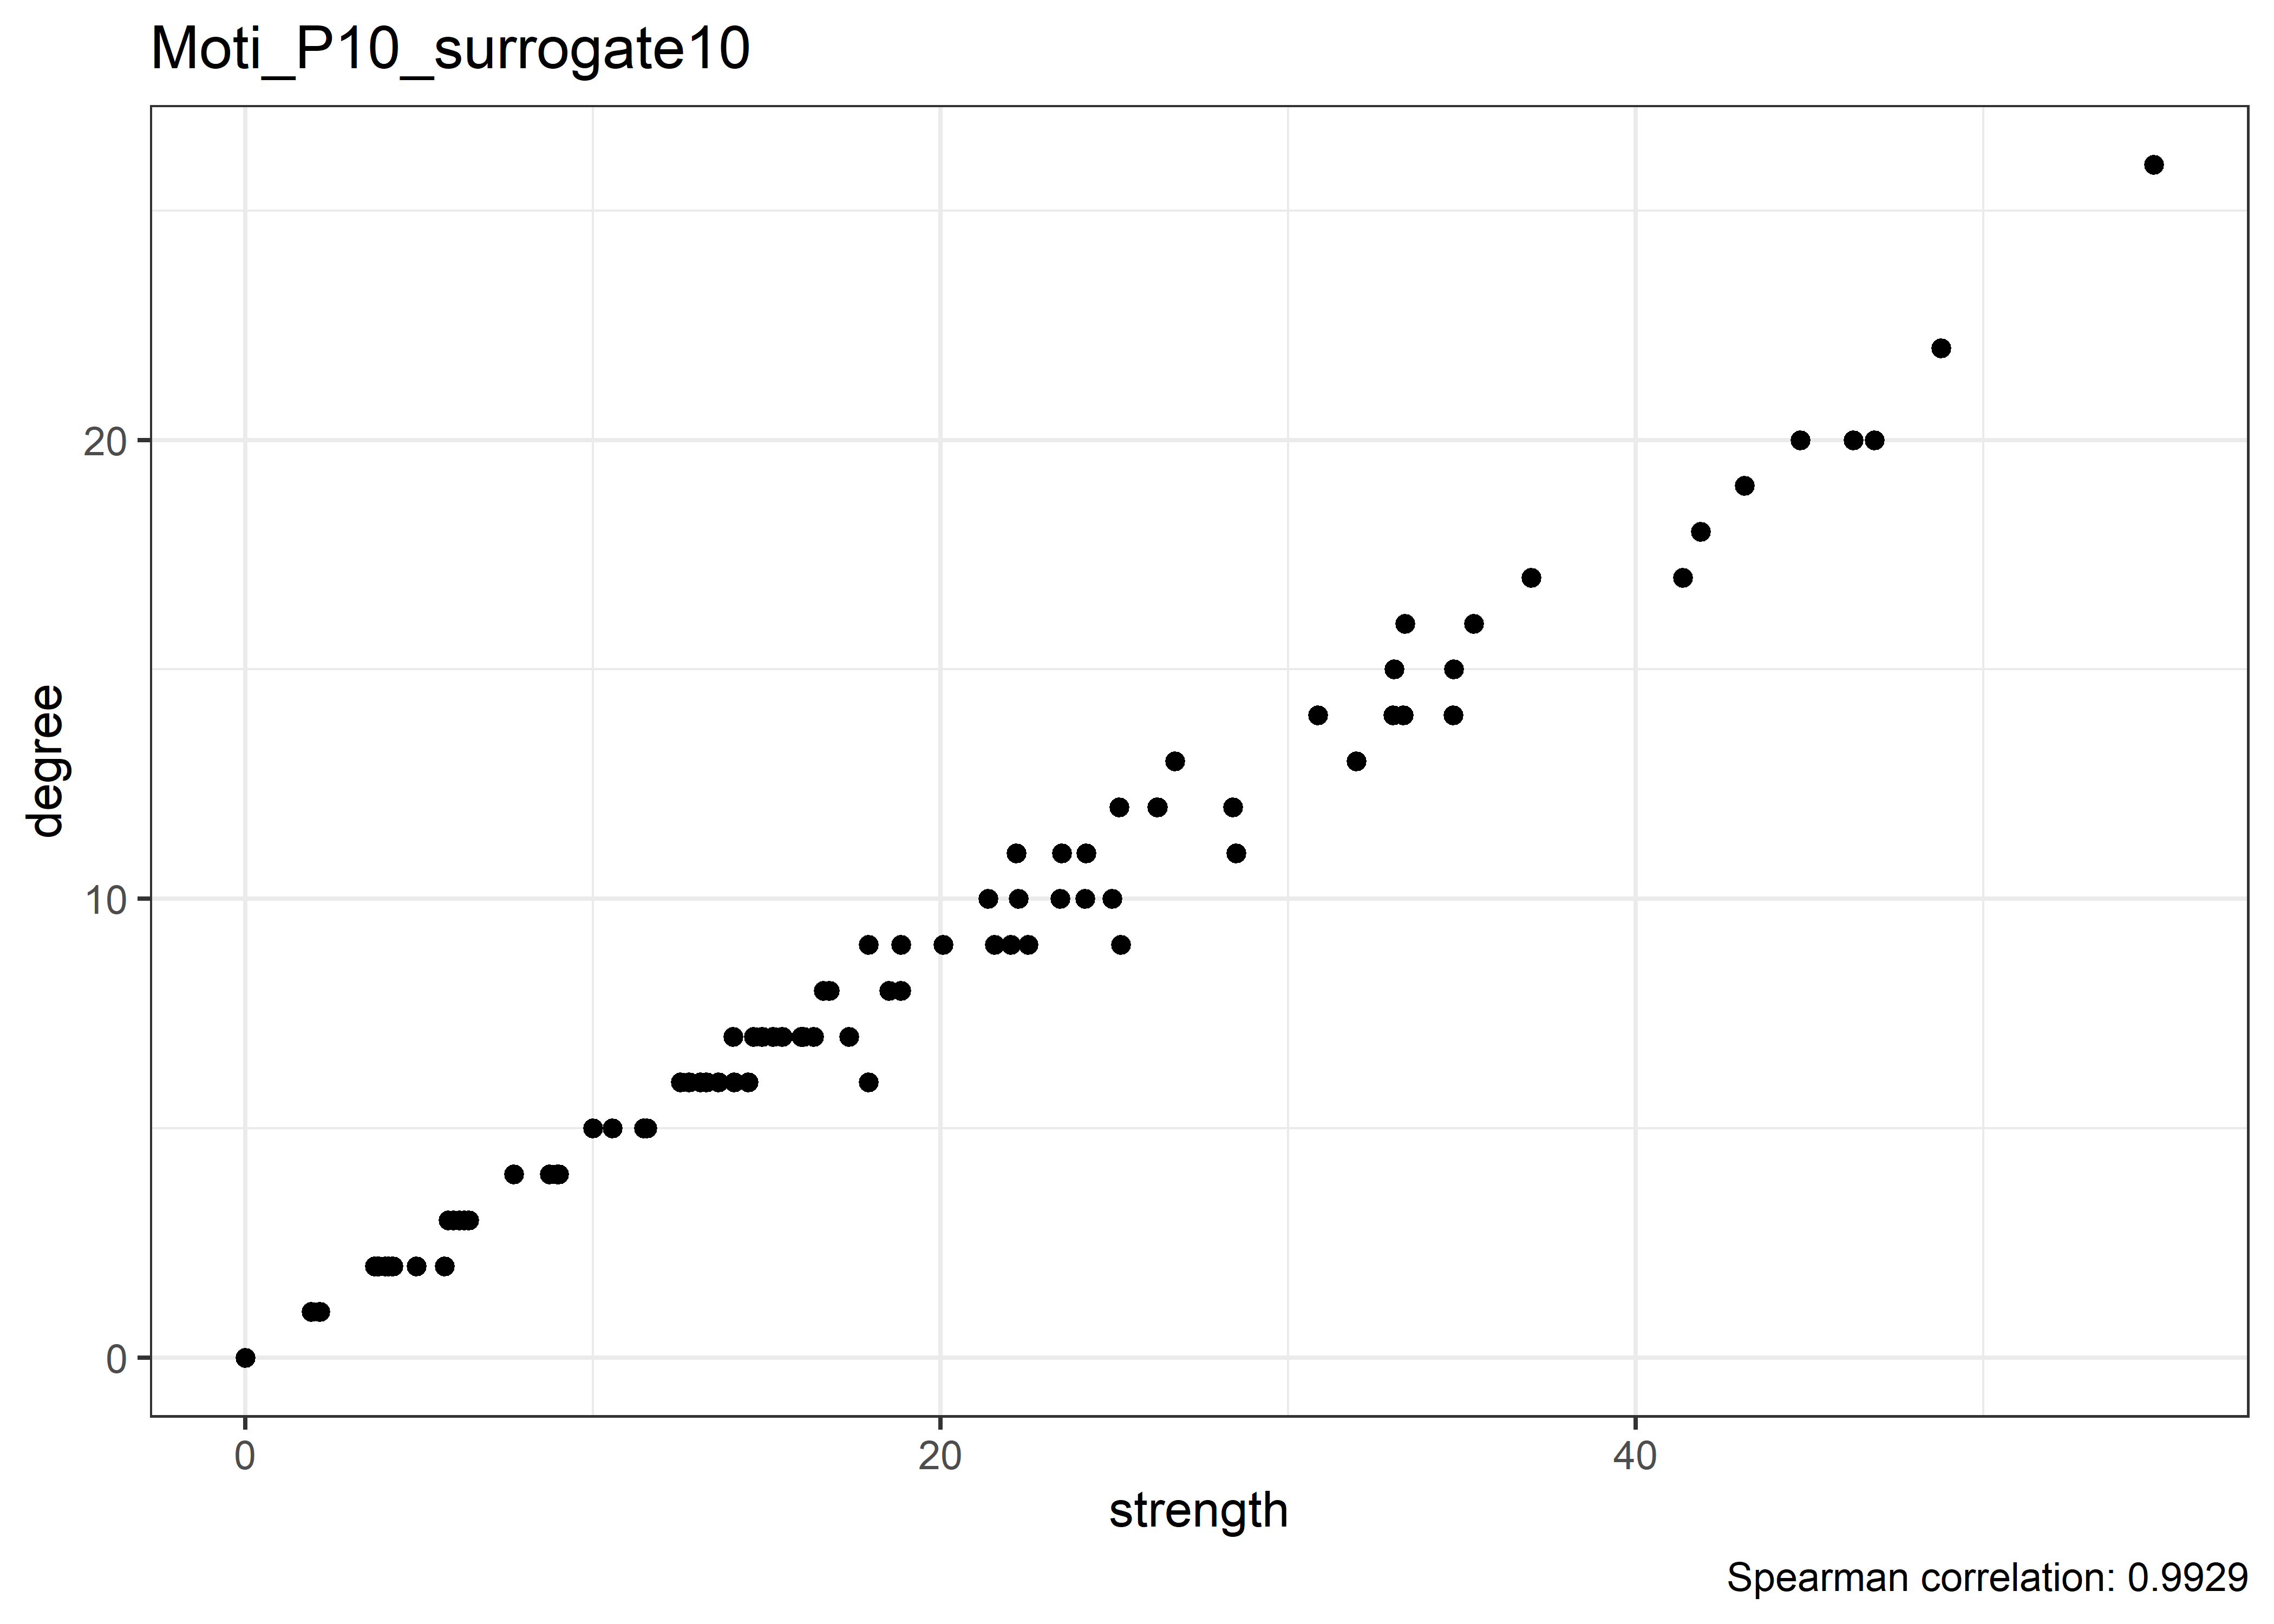 Moti_P10_surrogate10
degree
20
10
0
0 20 40
strength
Spearman correlation: 0.9929